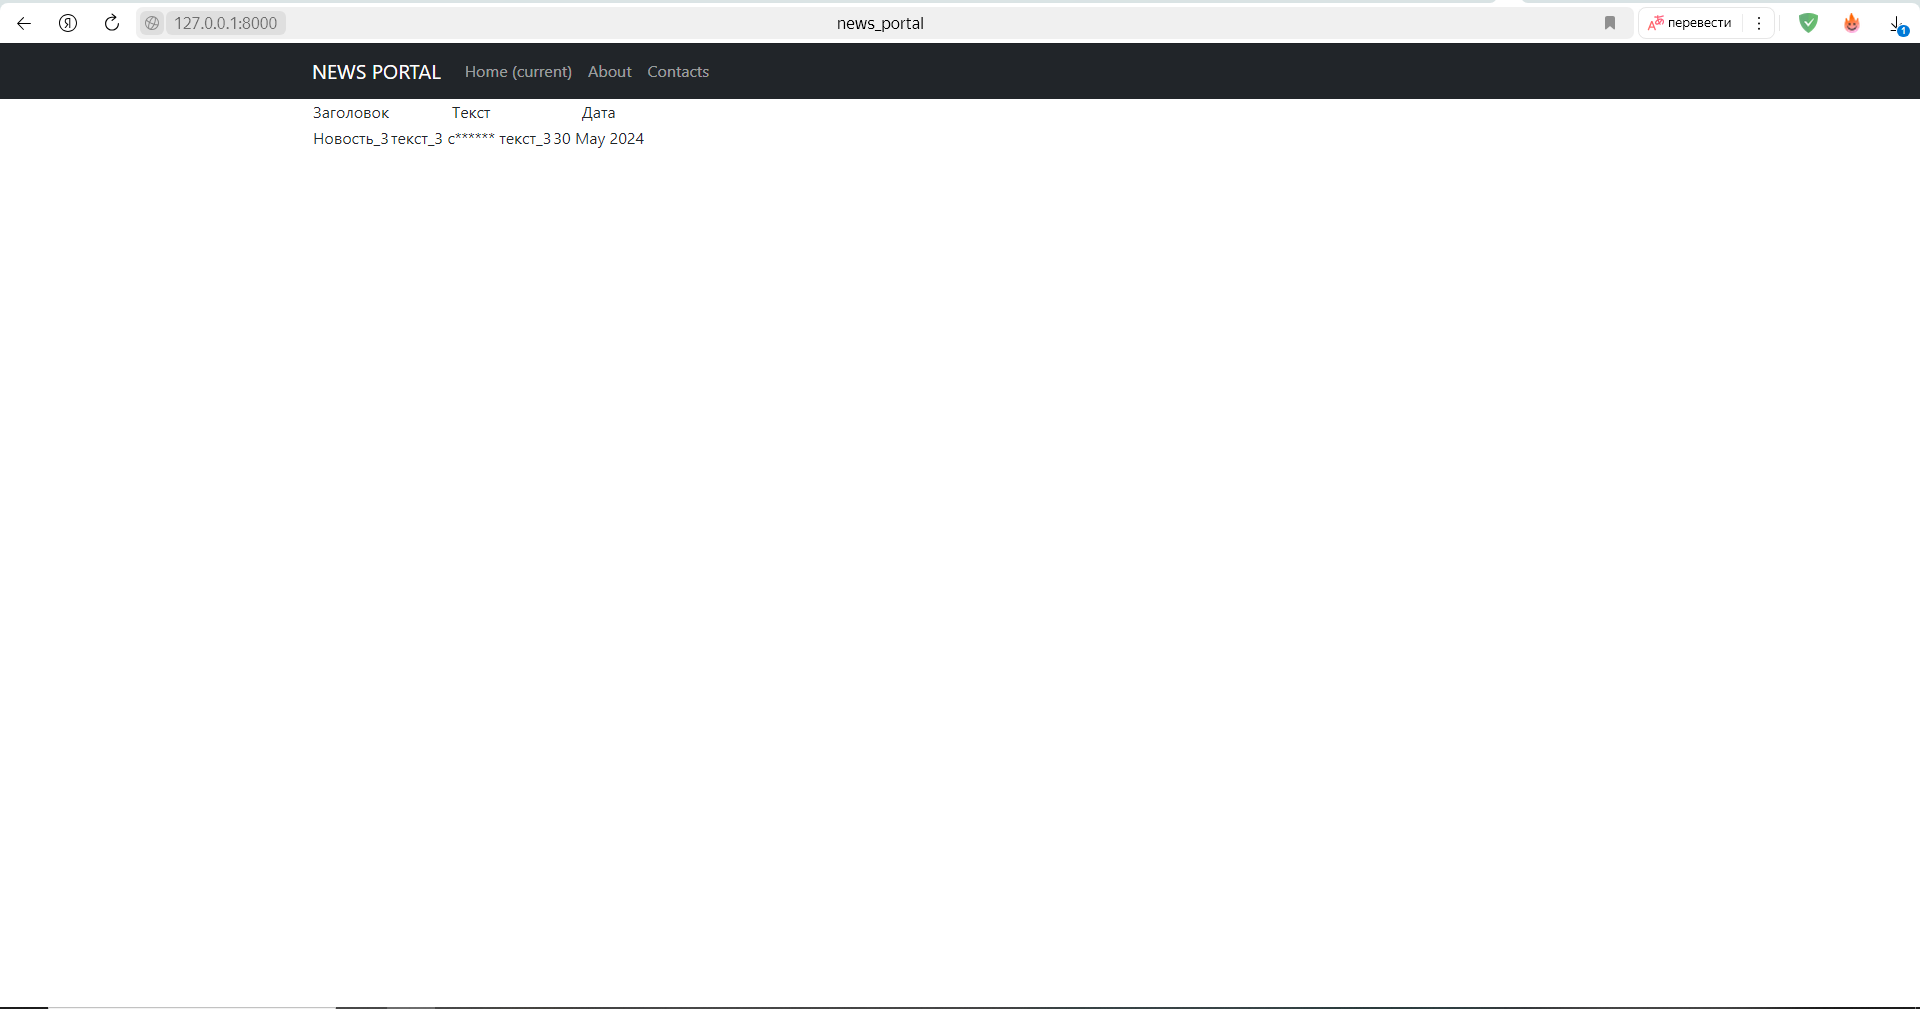 127.0.0.1:8000 news_portal перевести 1
NEWS PORTAL Home (current) About Contacts
Заголовок Текст Дата
Новость_3 текст_3 с****** текст_3 30 May 2024